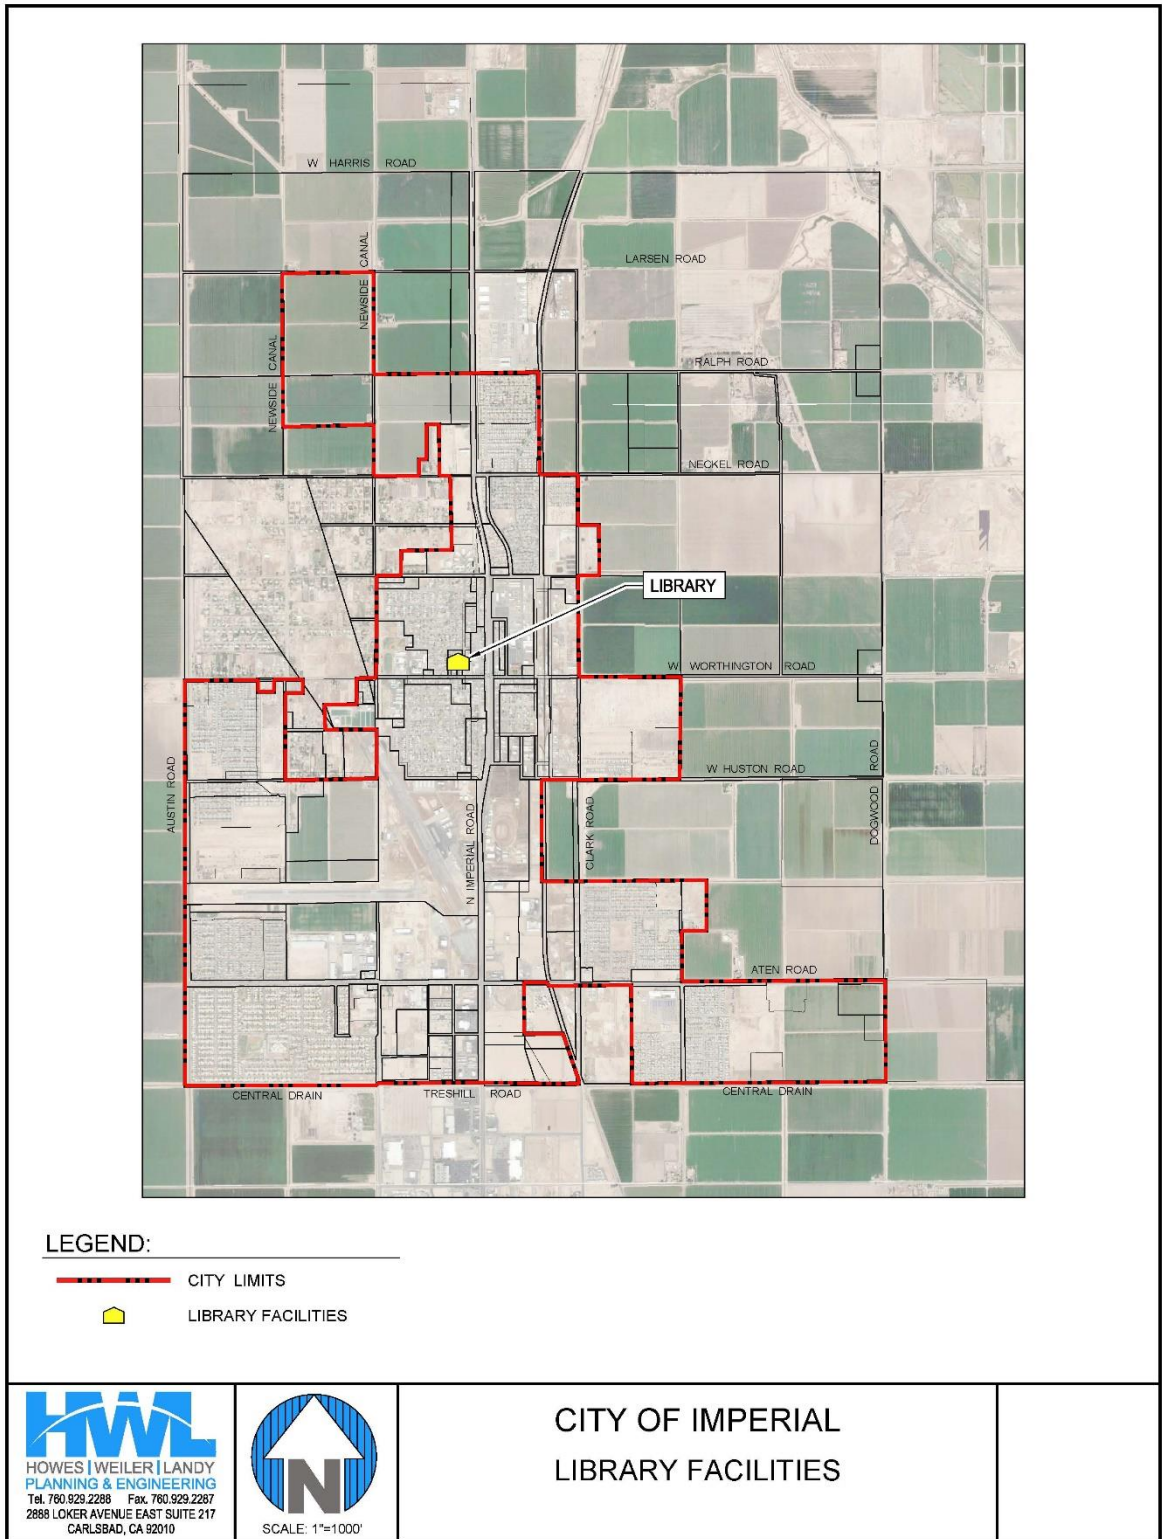 W HARRIS ROAD
LARSEN ROAD
NEWSIDE CANAL
NEWSIDE CANAL
RALPH ROAD
NECKEL ROAD
LIBRARY
W WORTHINGTON ROAD
W HUSTON ROAD
AUSTIN ROAD
N IMPERIAL ROAD
CLARK ROAD
DOGWOOD ROAD
ATEN ROAD
CENTRAL DRAIN
TRESHILL ROAD
CENTRAL DRAIN
LEGEND:
CITY LIMITS
LIBRARY FACILITIES
HWL
HOWES | WEILER | LANDY
PLANNING & ENGINEERING
Tel. 760.929.2288 Fax. 760.929.2287
2888 LOKER AVENUE EAST SUITE 217
CARLSBAD, CA 92010
N
SCALE: 1"=1000'
CITY OF IMPERIAL
LIBRARY FACILITIES